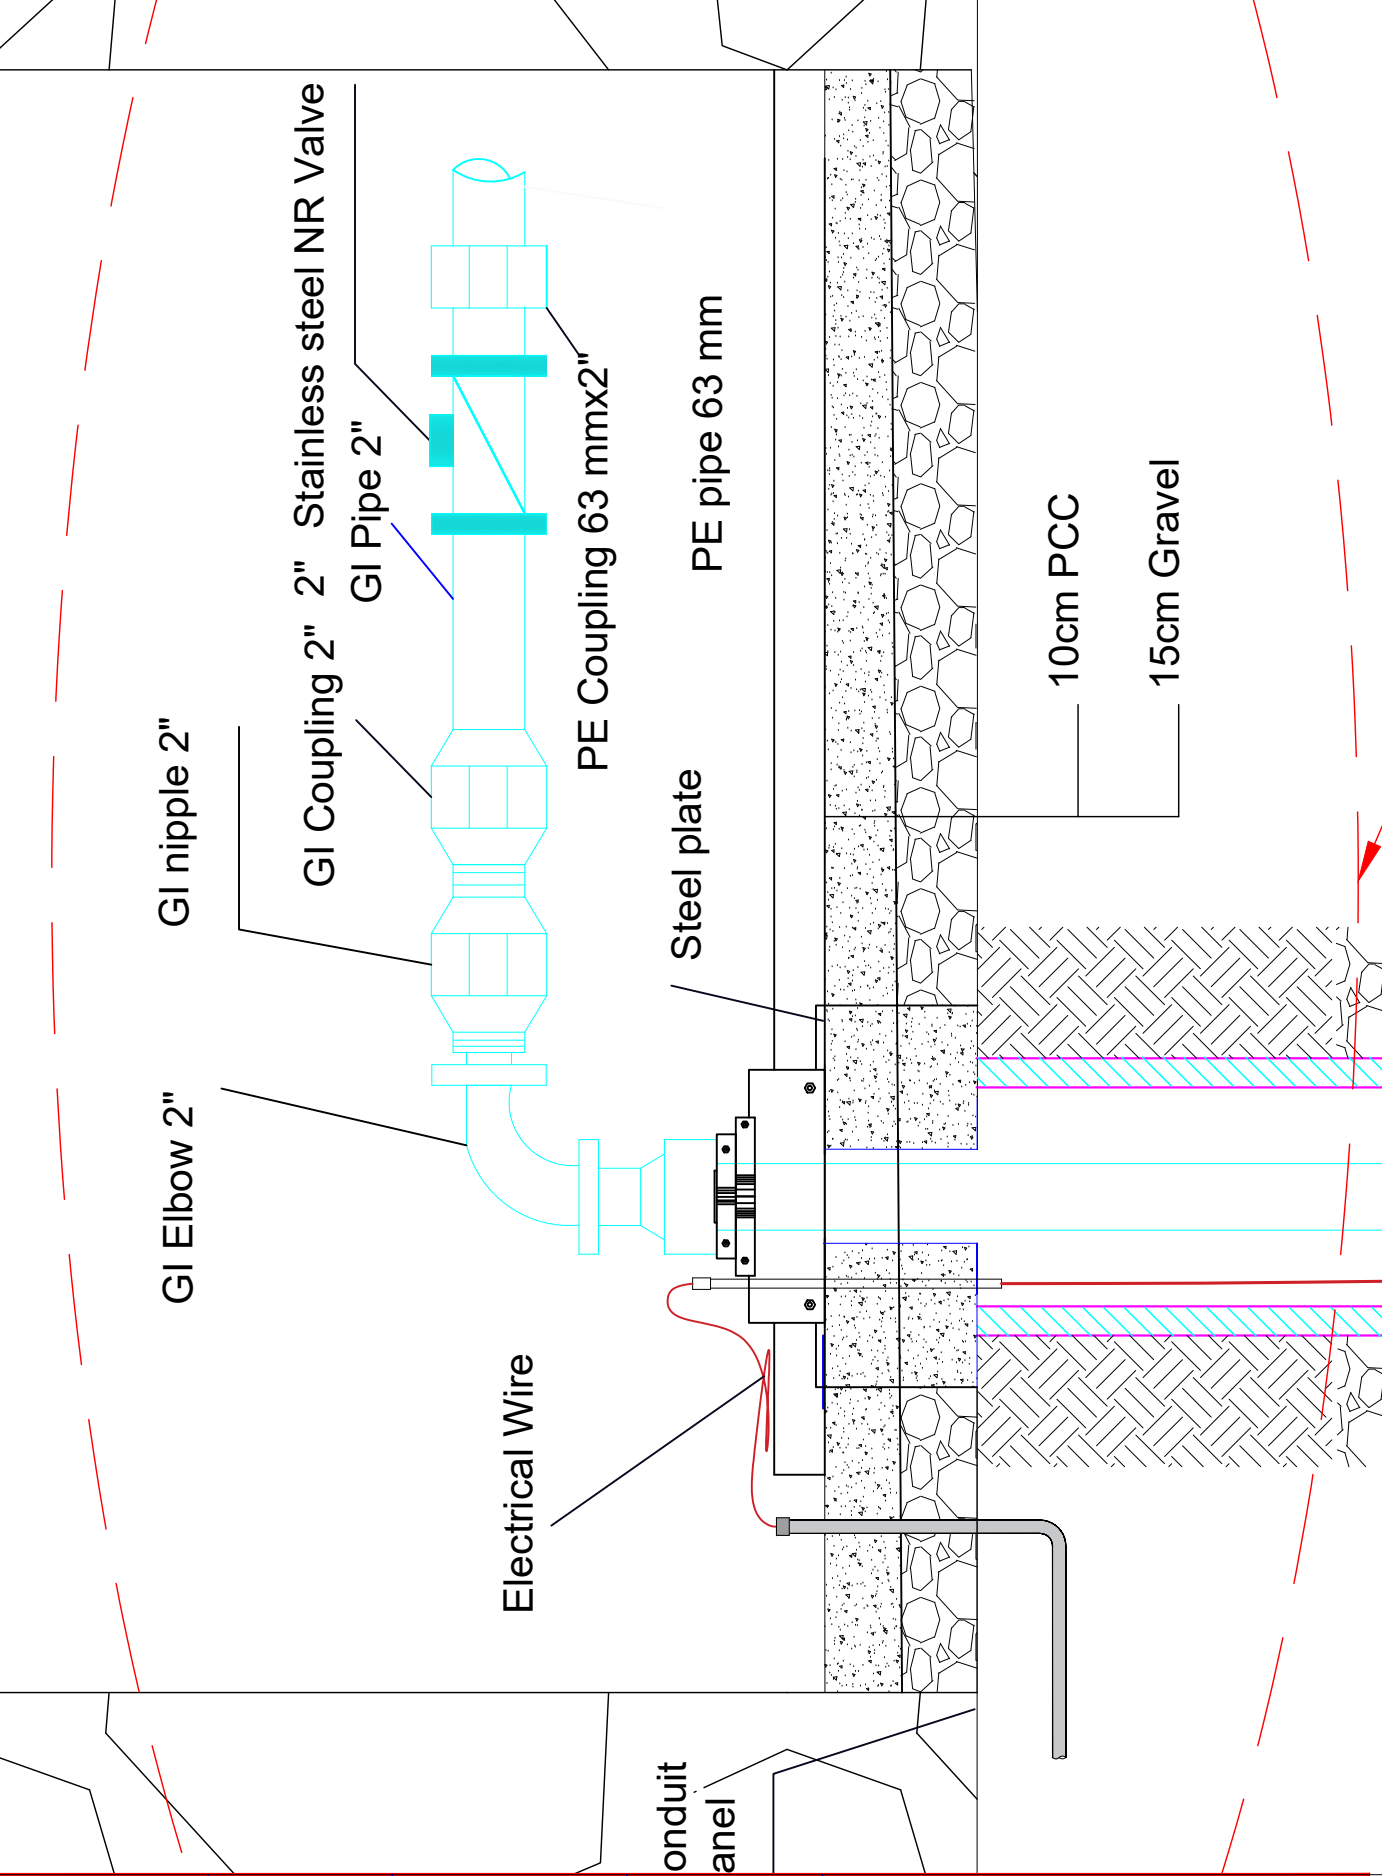 GI Elbow 2"
GI nipple 2"
GI Coupling 2"
2" Stainless steel NR Valve
GI Pipe 2"
Electrical Wire
PE Coupling 63 mmx2"
onduit
anel
Steel plate
PE pipe 63 mm
10cm PCC
15cm Gravel